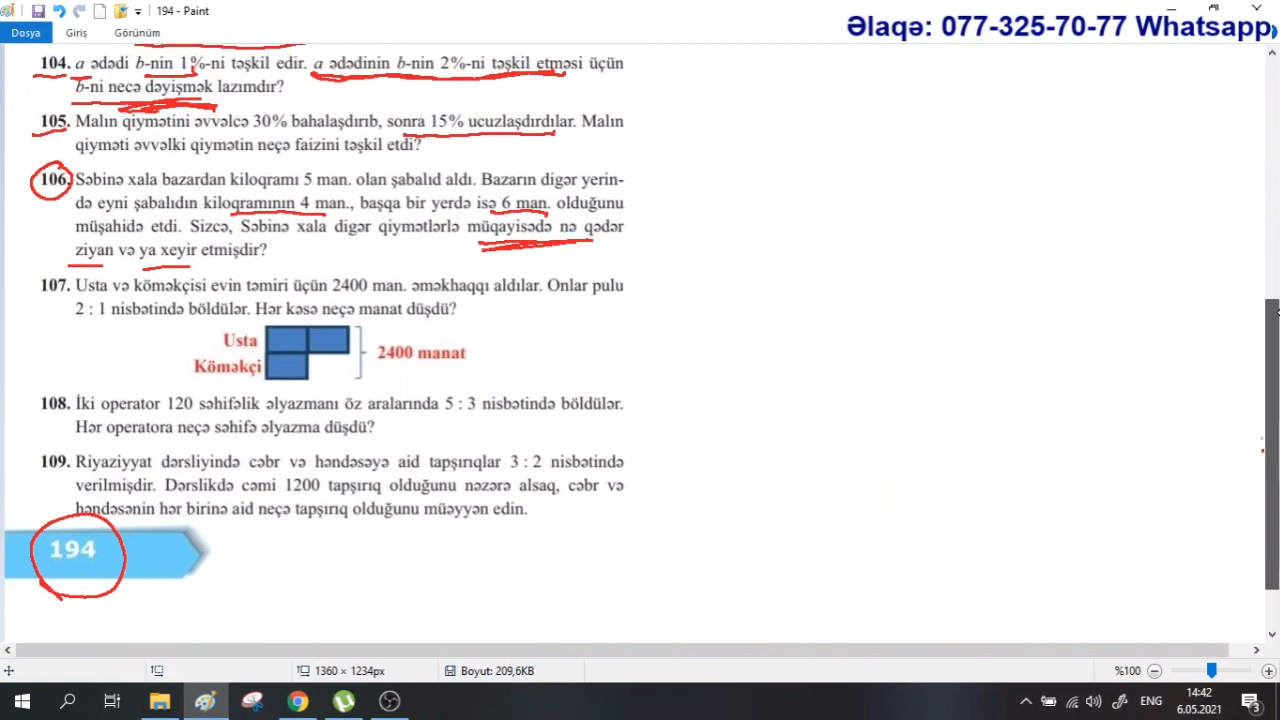 194 - Paint
Əlaqə: 077-325-70-77 Whatsapp
Dosya Giriş Görünüm
104. a ədədi b-nin 1%-ni təşkil edir. a ədədinin b-nin 2%-ni təşkil etməsi üçün
b-ni necə dəyişmək lazımdır?
105. Malın qiymətini əvvəlcə 30% bahalaşdırıb, sonra 15% ucuzlaşdırdılar. Malın
qiyməti əvvəlki qiymətin neçə faizini təşkil etdi?
106. Səbinə xala bazardan kiloqramı 5 man. olan şabalıd aldı. Bazarın digər yerin-
də eyni şabalıdın kiloqramının 4 man., başqa bir yerdə isə 6 man. olduğunu
müşahidə etdi. Sizcə, Səbinə xala digər qiymətlərlə müqayisədə nə qədər
ziyan və ya xeyir etmişdir?
107. Usta və köməkçisi evin təmiri üçün 2400 man. əməkhaqqı aldılar. Onlar pulu
2 : 1 nisbətində böldülər. Hər kəsə neçə manat düşdü?
Usta
2400 manat
Köməkçi
108. İki operator 120 səhifəlik əlyazmanı öz aralarında 5 : 3 nisbətində böldülər.
Hər operatora neçə səhifə əlyazma düşdü?
109. Riyaziyyat dərsliyində cəbr və həndəsəyə aid tapşırıqlar 3 : 2 nisbətində
verilmişdir. Dərslikdə cəmi 1200 tapşırıq olduğunu nəzərə alsaq, cəbr və
həndəsənin hər birinə aid neçə tapşırıq olduğunu müəyyən edin.
194
1360 × 1234px Boyut: 209,6KB %100
ENG 14:42
6.05.2021 3